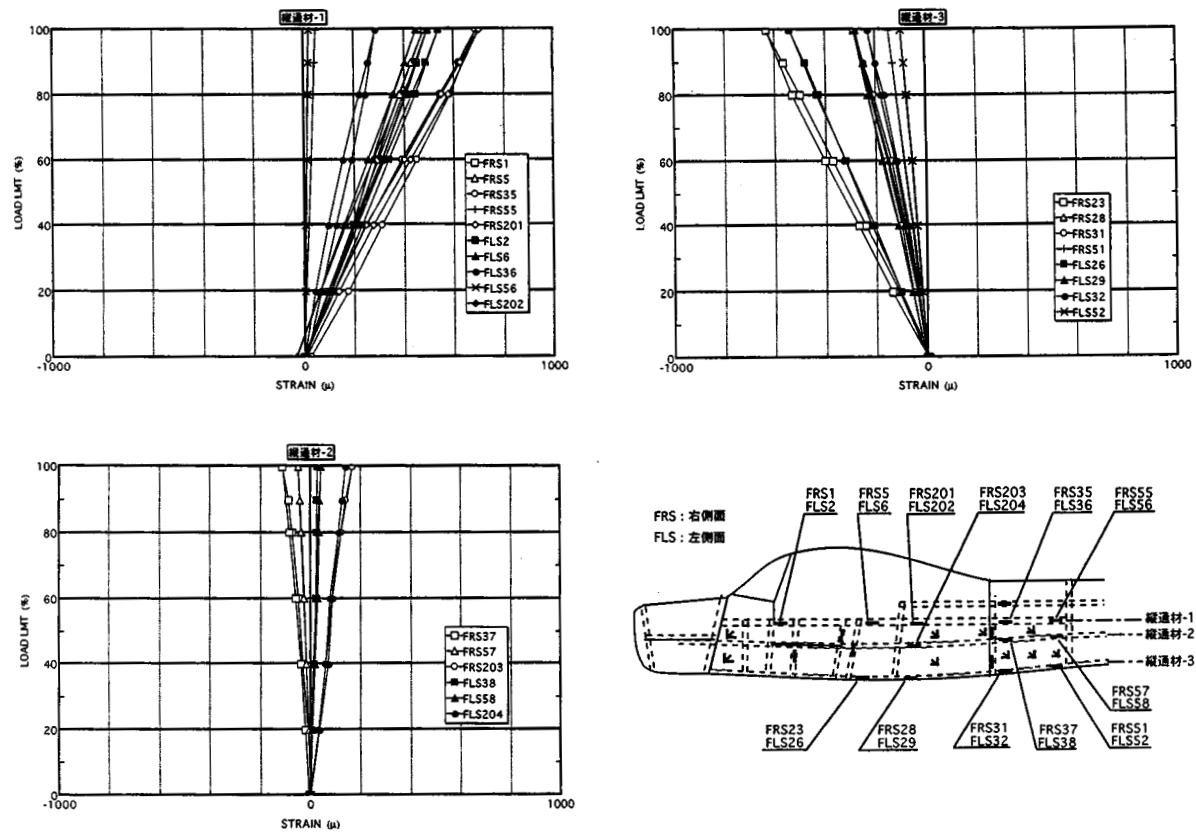 縦通材-1
LOAD LMT (%)
100
80
60
40
20
0
-1000
0
1000
STRAIN (μ)
FRS1
FRS5
FRS35
FRS55
FRS201
FLS2
FLS6
FLS36
FLS56
FLS202
縦通材-3
LOAD LMT (%)
100
80
60
40
20
0
-1000
0
1000
STRAIN (μ)
FRS23
FRS28
FRS31
FRS51
FLS26
FLS29
FLS32
FLS52
縦通材-2
LOAD LMT (%)
100
80
60
40
20
0
-1000
0
1000
STRAIN (μ)
FRS37
FRS57
FRS203
FLS38
FLS58
FLS204
FRS : 右側面
FLS : 左側面
FRS1
FLS2
FRS5
FLS6
FRS201
FLS202
FRS203
FLS204
FRS35
FLS36
FRS55
FLS56
縦通材-1
縦通材-2
縦通材-3
FRS23
FLS26
FRS28
FLS29
FRS31
FLS32
FRS37
FLS38
FRS57
FLS58
FRS51
FLS52